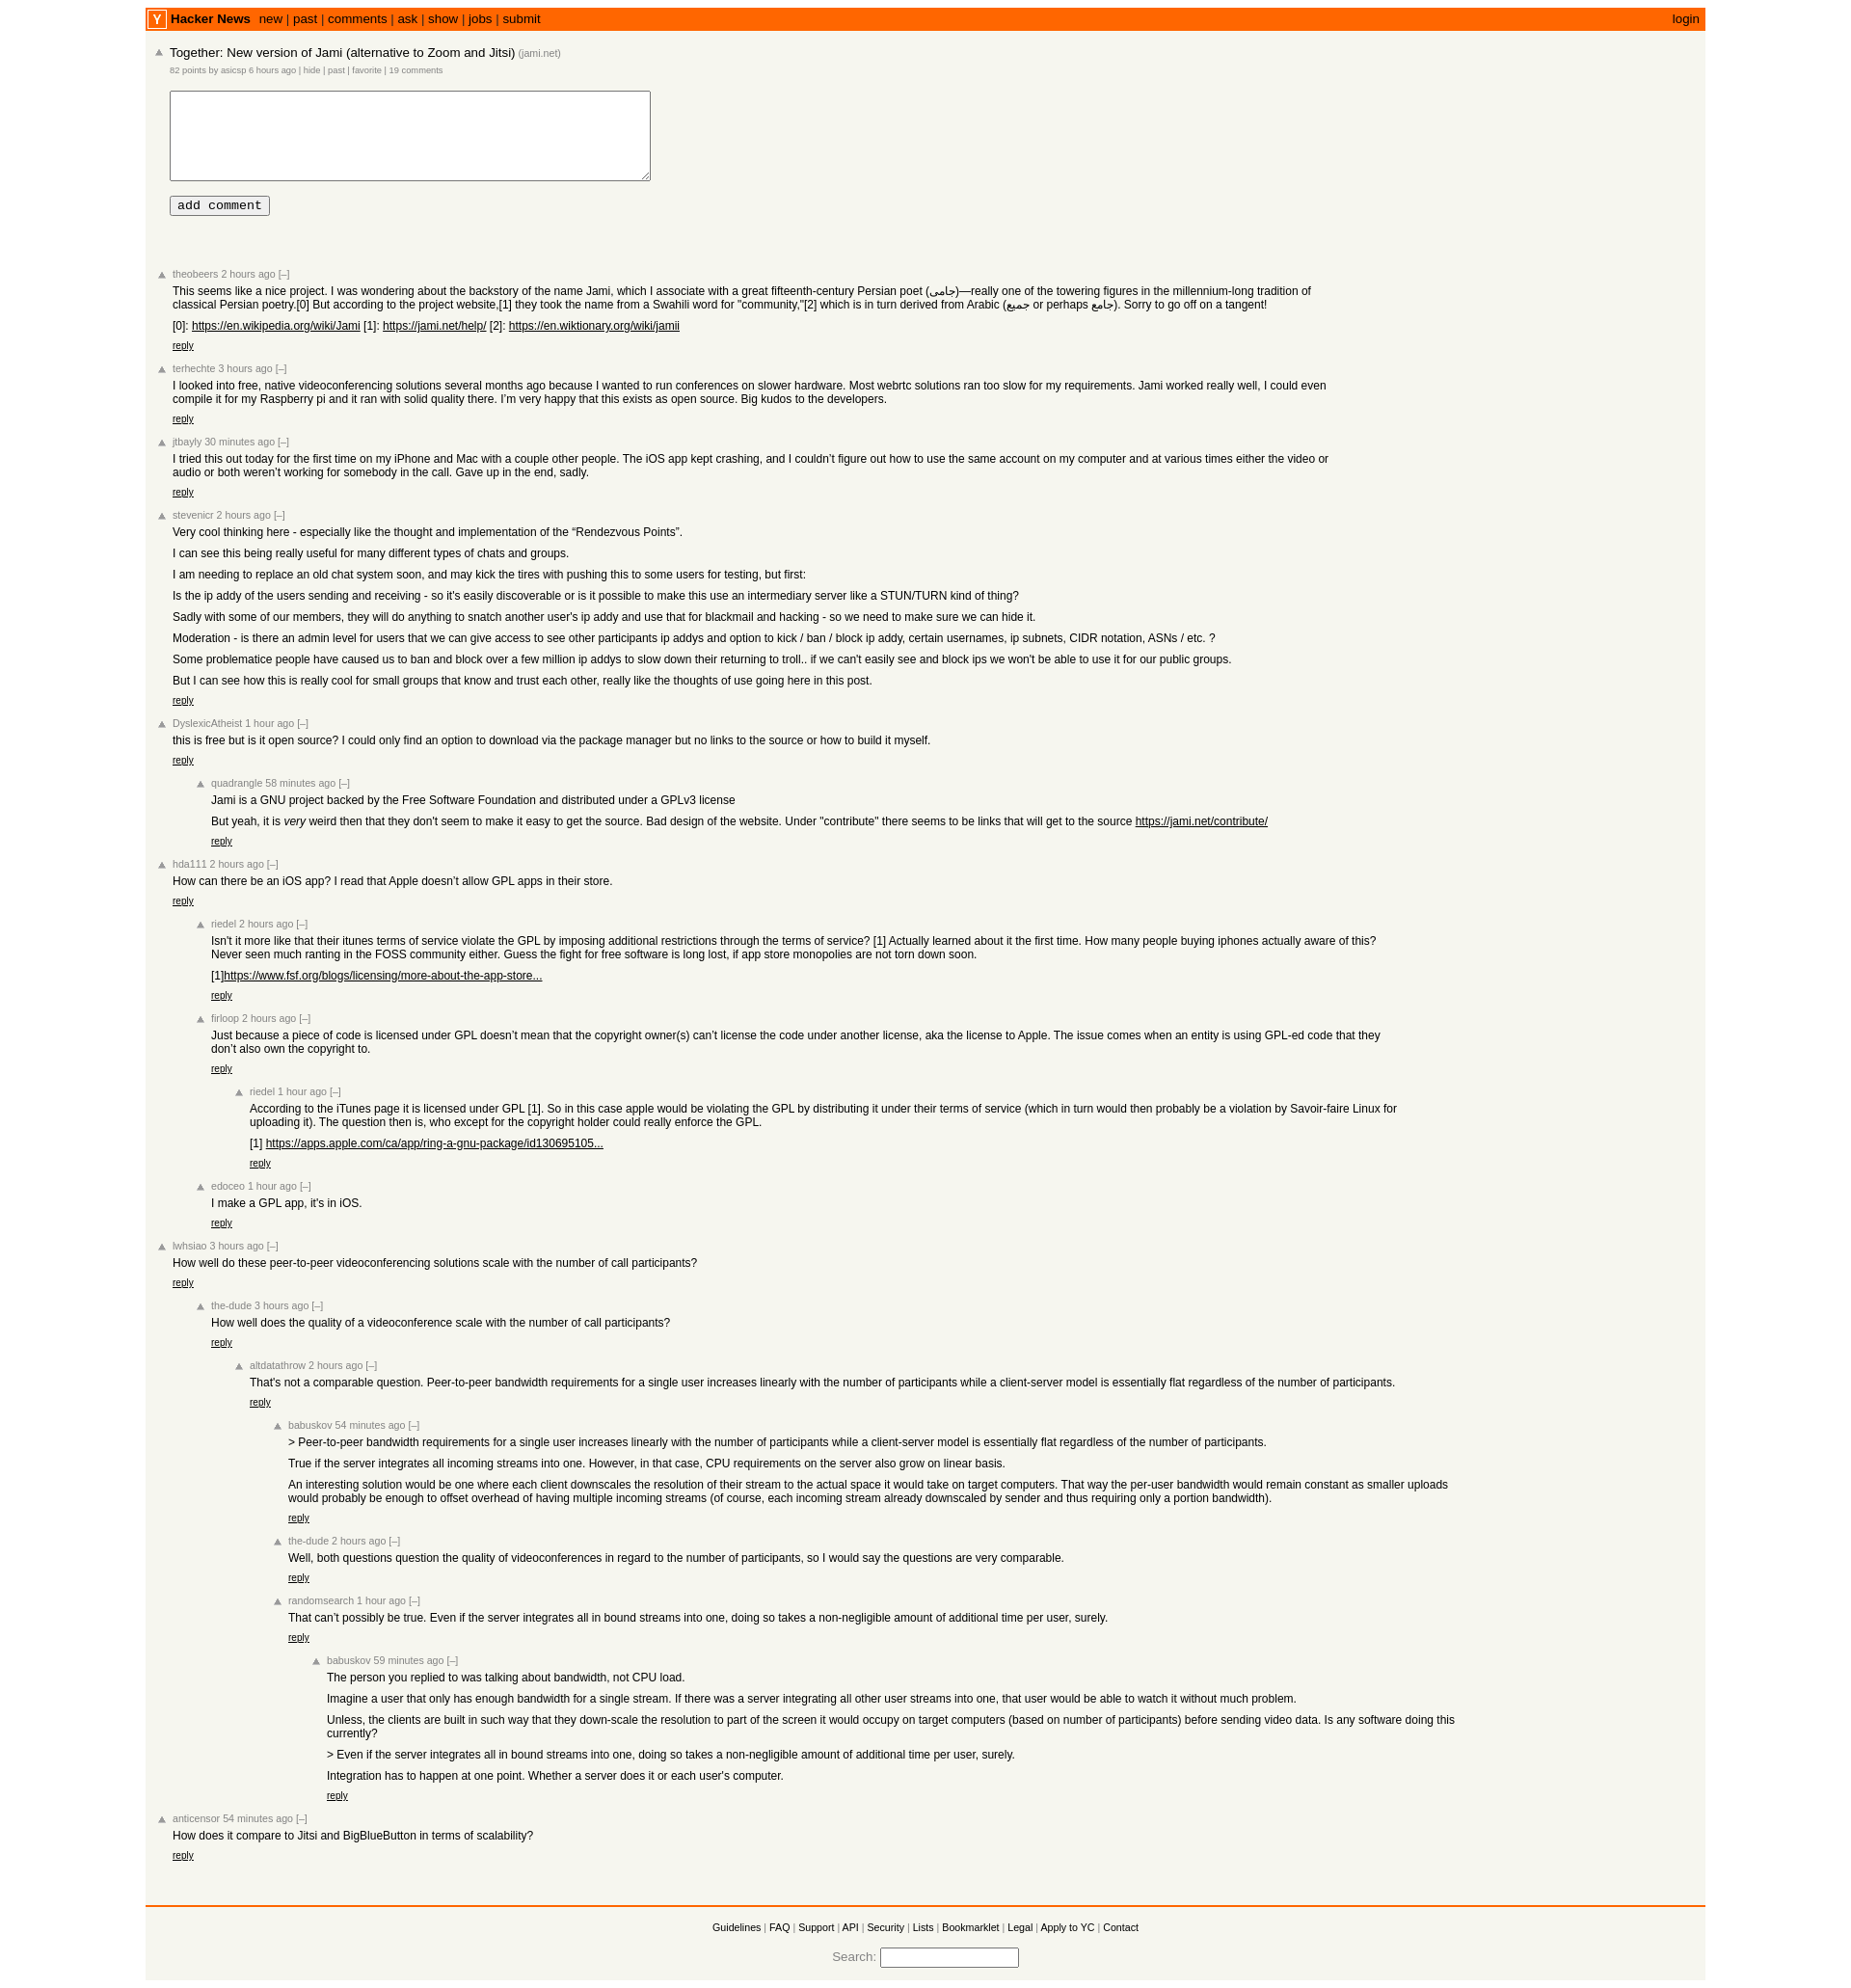 Y Hacker News new | past | comments | ask | show | jobs | submit login
Together: New version of Jami (alternative to Zoom and Jitsi) (jami.net)
82 points by asicsp 6 hours ago | hide | past | favorite | 19 comments
add comment
theobeers 2 hours ago [–]
This seems like a nice project. I was wondering about the backstory of the name Jami, which I associate with a great fifteenth-century Persian poet (جامی)—really one of the towering figures in the millennium-long tradition of
classical Persian poetry.[0] But according to the project website,[1] they took the name from a Swahili word for "community,"[2] which is in turn derived from Arabic (جميع or perhaps جامع). Sorry to go off on a tangent!
[0]: https://en.wikipedia.org/wiki/Jami [1]: https://jami.net/help/ [2]: https://en.wiktionary.org/wiki/jamii
reply
terhechte 3 hours ago [–]
I looked into free, native videoconferencing solutions several months ago because I wanted to run conferences on slower hardware. Most webrtc solutions ran too slow for my requirements. Jami worked really well, I could even
compile it for my Raspberry pi and it ran with solid quality there. I’m very happy that this exists as open source. Big kudos to the developers.
reply
jtbayly 30 minutes ago [–]
I tried this out today for the first time on my iPhone and Mac with a couple other people. The iOS app kept crashing, and I couldn’t figure out how to use the same account on my computer and at various times either the video or
audio or both weren’t working for somebody in the call. Gave up in the end, sadly.
reply
stevenicr 2 hours ago [–]
Very cool thinking here - especially like the thought and implementation of the “Rendezvous Points”.
I can see this being really useful for many different types of chats and groups.
I am needing to replace an old chat system soon, and may kick the tires with pushing this to some users for testing, but first:
Is the ip addy of the users sending and receiving - so it's easily discoverable or is it possible to make this use an intermediary server like a STUN/TURN kind of thing?
Sadly with some of our members, they will do anything to snatch another user's ip addy and use that for blackmail and hacking - so we need to make sure we can hide it.
Moderation - is there an admin level for users that we can give access to see other participants ip addys and option to kick / ban / block ip addy, certain usernames, ip subnets, CIDR notation, ASNs / etc. ?
Some problematice people have caused us to ban and block over a few million ip addys to slow down their returning to troll.. if we can't easily see and block ips we won't be able to use it for our public groups.
But I can see how this is really cool for small groups that know and trust each other, really like the thoughts of use going here in this post.
reply
DyslexicAtheist 1 hour ago [–]
this is free but is it open source? I could only find an option to download via the package manager but no links to the source or how to build it myself.
reply
quadrangle 58 minutes ago [–]
Jami is a GNU project backed by the Free Software Foundation and distributed under a GPLv3 license
But yeah, it is very weird then that they don't seem to make it easy to get the source. Bad design of the website. Under "contribute" there seems to be links that will get to the source https://jami.net/contribute/
reply
hda111 2 hours ago [–]
How can there be an iOS app? I read that Apple doesn’t allow GPL apps in their store.
reply
riedel 2 hours ago [–]
Isn't it more like that their itunes terms of service violate the GPL by imposing additional restrictions through the terms of service? [1] Actually learned about it the first time. How many people buying iphones actually aware of this?
Never seen much ranting in the FOSS community either. Guess the fight for free software is long lost, if app store monopolies are not torn down soon.
[1]https://www.fsf.org/blogs/licensing/more-about-the-app-store...
reply
firloop 2 hours ago [–]
Just because a piece of code is licensed under GPL doesn’t mean that the copyright owner(s) can’t license the code under another license, aka the license to Apple. The issue comes when an entity is using GPL-ed code that they
don’t also own the copyright to.
reply
riedel 1 hour ago [–]
According to the iTunes page it is licensed under GPL [1]. So in this case apple would be violating the GPL by distributing it under their terms of service (which in turn would then probably be a violation by Savoir-faire Linux for
uploading it). The question then is, who except for the copyright holder could really enforce the GPL.
[1] https://apps.apple.com/ca/app/ring-a-gnu-package/id130695105...
reply
edoceo 1 hour ago [–]
I make a GPL app, it's in iOS.
reply
lwhsiao 3 hours ago [–]
How well do these peer-to-peer videoconferencing solutions scale with the number of call participants?
reply
the-dude 3 hours ago [–]
How well does the quality of a videoconference scale with the number of call participants?
reply
altdatathrow 2 hours ago [–]
That's not a comparable question. Peer-to-peer bandwidth requirements for a single user increases linearly with the number of participants while a client-server model is essentially flat regardless of the number of participants.
reply
babuskov 54 minutes ago [–]
> Peer-to-peer bandwidth requirements for a single user increases linearly with the number of participants while a client-server model is essentially flat regardless of the number of participants.
True if the server integrates all incoming streams into one. However, in that case, CPU requirements on the server also grow on linear basis.
An interesting solution would be one where each client downscales the resolution of their stream to the actual space it would take on target computers. That way the per-user bandwidth would remain constant as smaller uploads
would probably be enough to offset overhead of having multiple incoming streams (of course, each incoming stream already downscaled by sender and thus requiring only a portion bandwidth).
reply
the-dude 2 hours ago [–]
Well, both questions question the quality of videoconferences in regard to the number of participants, so I would say the questions are very comparable.
reply
randomsearch 1 hour ago [–]
That can’t possibly be true. Even if the server integrates all in bound streams into one, doing so takes a non-negligible amount of additional time per user, surely.
reply
babuskov 59 minutes ago [–]
The person you replied to was talking about bandwidth, not CPU load.
Imagine a user that only has enough bandwidth for a single stream. If there was a server integrating all other user streams into one, that user would be able to watch it without much problem.
Unless, the clients are built in such way that they down-scale the resolution to part of the screen it would occupy on target computers (based on number of participants) before sending video data. Is any software doing this
currently?
> Even if the server integrates all in bound streams into one, doing so takes a non-negligible amount of additional time per user, surely.
Integration has to happen at one point. Whether a server does it or each user's computer.
reply
anticensor 54 minutes ago [–]
How does it compare to Jitsi and BigBlueButton in terms of scalability?
reply
Guidelines | FAQ | Support | API | Security | Lists | Bookmarklet | Legal | Apply to YC | Contact
Search: